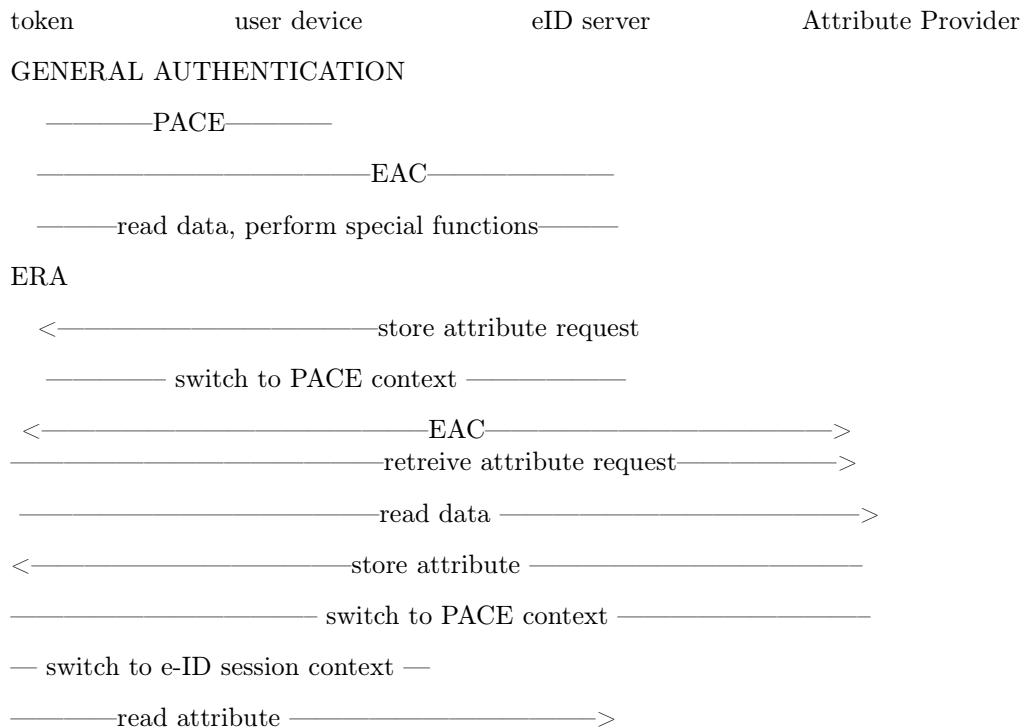 token user device eID server Attribute Provider
GENERAL AUTHENTICATION
————PACE————
————————————EAC———————
———read data, perform special functions———
ERA
<————————————store attribute request
————– switch to PACE context ——————
<——————————————EAC—————————————>
——————————————retreive attribute request——————>
—————————————–read data —————————————>
<————————————store attribute ————————————–
———————————– switch to PACE context —————————–
— switch to e-ID session context —
————read attribute ———————————–>